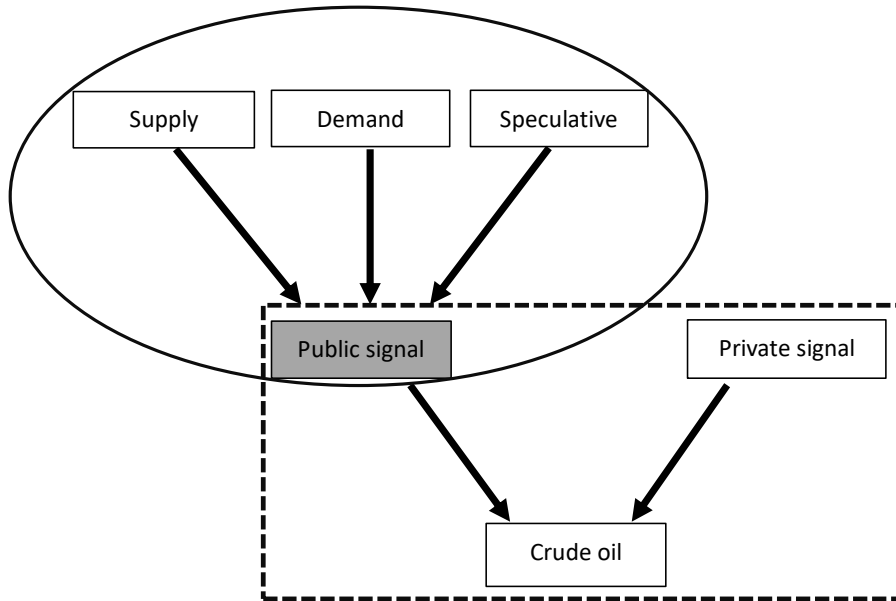 Supply
Demand
Speculative
Public signal
Private signal
Crude oil